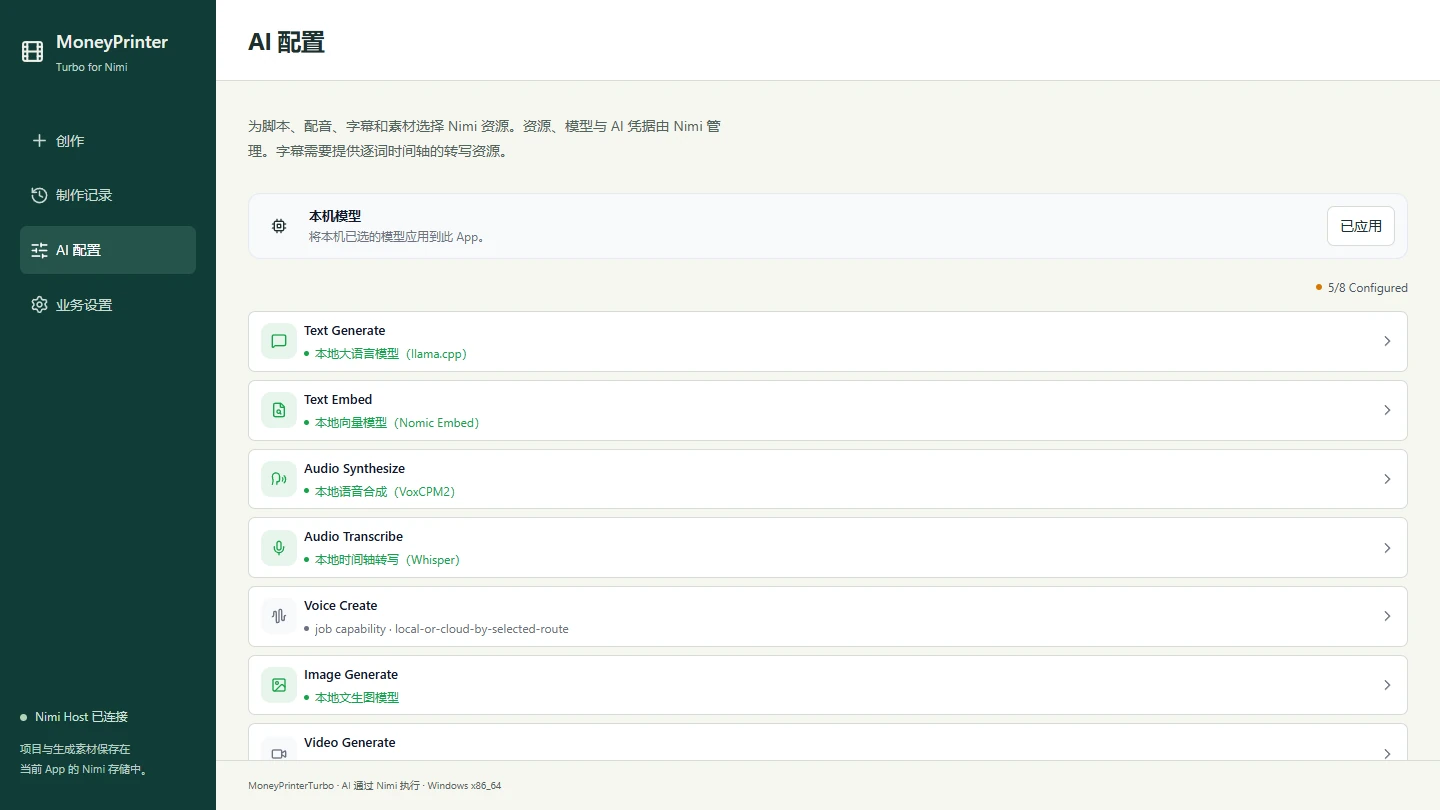 MoneyPrinter
Turbo for Nimi
创作
制作记录
AI 配置
业务设置
Nimi Host 已连接
项目与生成素材保存在
当前 App 的 Nimi 存储中。
AI 配置
为脚本、配音、字幕和素材选择 Nimi 资源。资源、模型与 AI 凭据由 Nimi 管
理。字幕需要提供逐词时间轴的转写资源。
本机模型
将本机已选的模型应用到此 App。
已应用
5/8 Configured
Text Generate
本地大语言模型（llama.cpp）
Text Embed
本地向量模型（Nomic Embed）
Audio Synthesize
本地语音合成（VoxCPM2）
Audio Transcribe
本地时间轴转写（Whisper）
Voice Create
job capability · local-or-cloud-by-selected-route
Image Generate
本地文生图模型
Video Generate
MoneyPrinterTurbo · AI 通过 Nimi 执行 · Windows x86_64